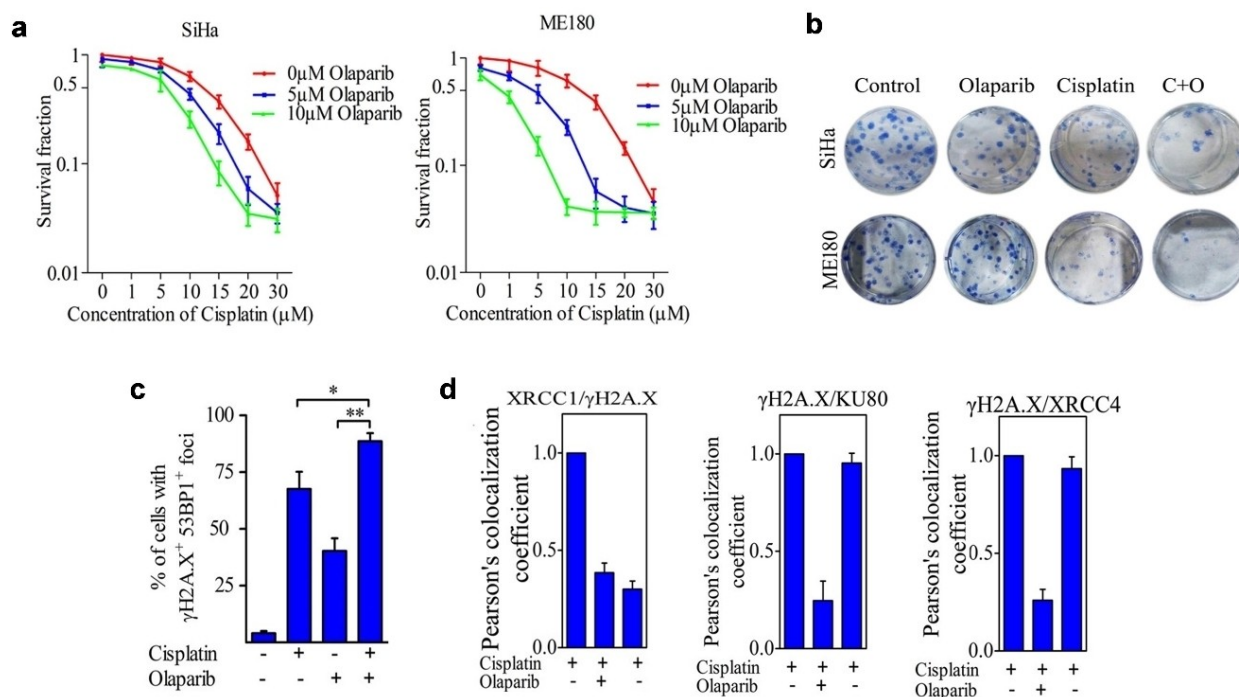 a
SiHa
Survival fraction
1
0.5
0.1
0.01
0μM Olaparib
5μM Olaparib
10μM Olaparib
0 1 5 10 15 20 30
Concentration of Cisplatin (μM)
ME180
Survival fraction
1
0.5
0.1
0.01
0μM Olaparib
5μM Olaparib
10μM Olaparib
0 1 5 10 15 20 30
Concentration of Cisplatin (μM)
b
Control Olaparib Cisplatin C+O
SiHa
ME180
c
% of cells with
γH2A.X+ 53BP1+ foci
100
75
50
25
*
**
Cisplatin - + - +
Olaparib - - + +
d
XRCC1/γH2A.X
Pearson's colocalization
coefficient
1.0
0.5
0.0
Cisplatin + + +
Olaparib +
γH2A.X/KU80
Pearson's colocalization
coefficient
1.0
0.5
0.0
Cisplatin + + +
Olaparib +
γH2A.X/XRCC4
Pearson's colocalization
coefficient
1.0
0.5
0.0
Cisplatin + + +
Olaparib +